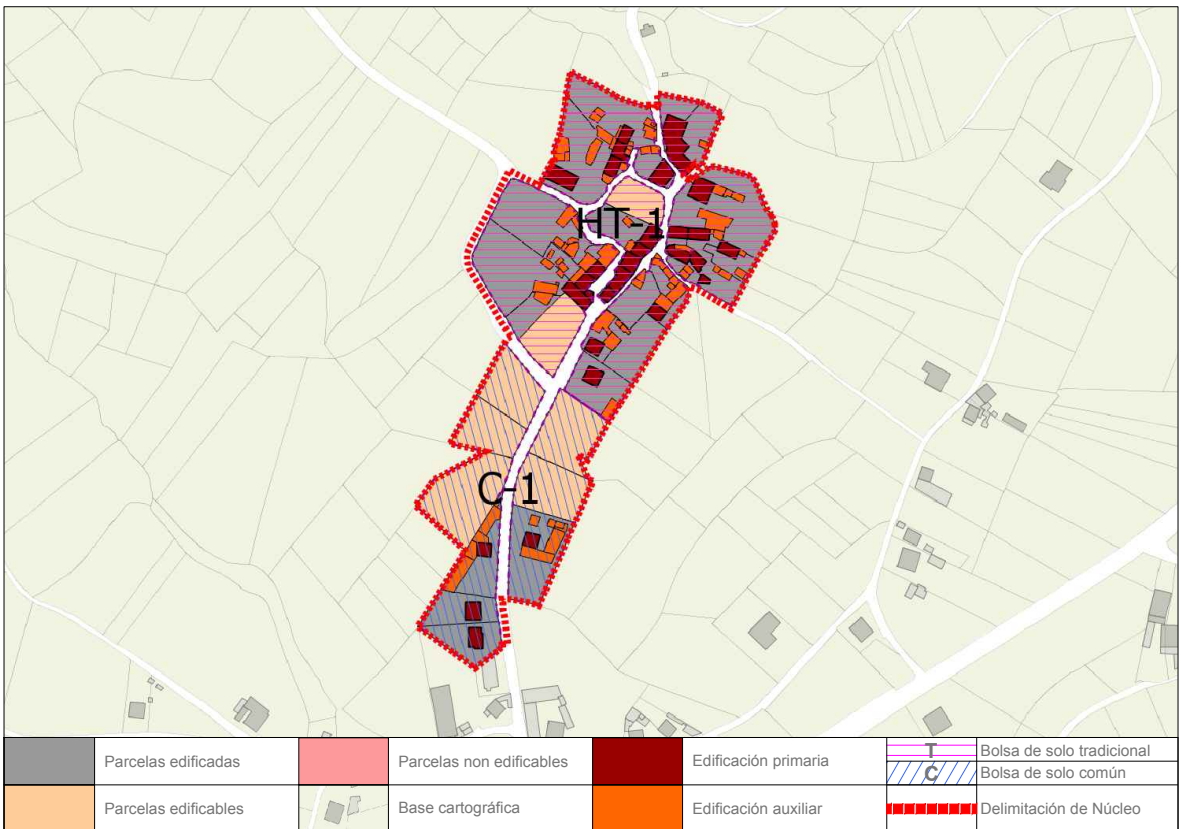 HT-1
C-1
Parcelas edificadas
Parcelas non edificables
Edificación primaria
T
Bolsa de solo tradicional
C
Bolsa de solo común
Parcelas edificables
Base cartográfica
Edificación auxiliar
Delimitación de Núcleo